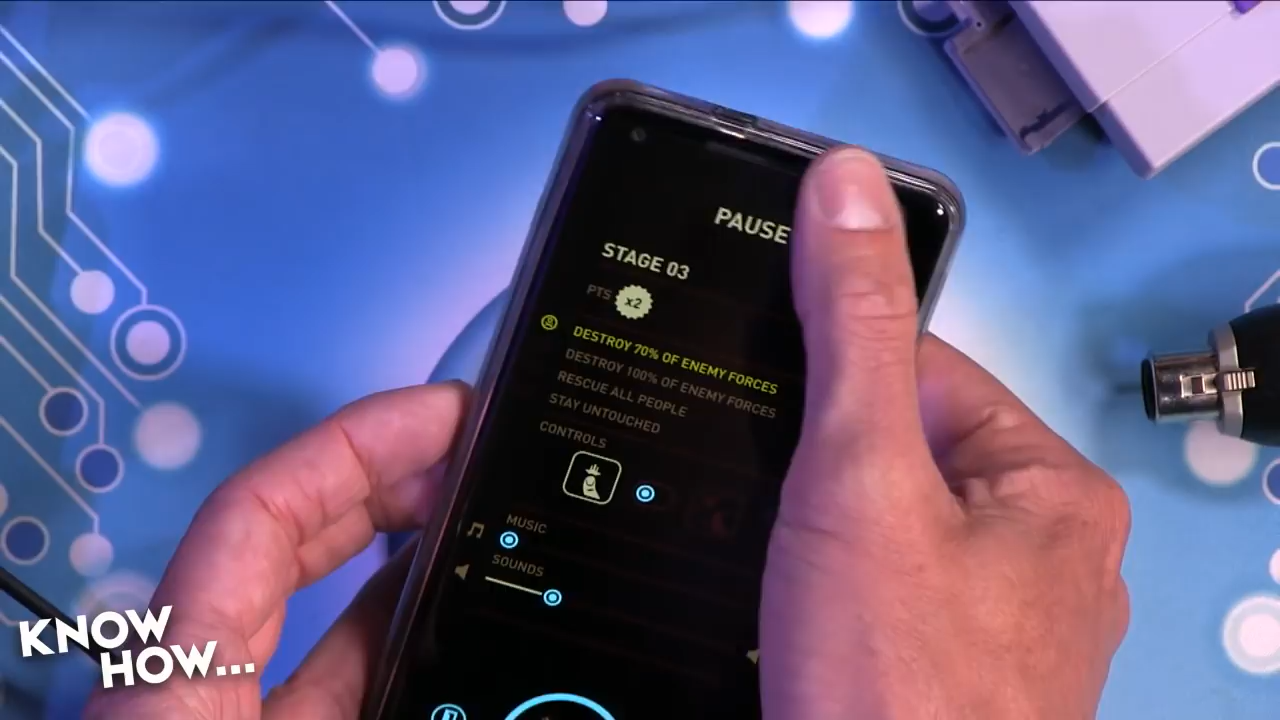 PAUSE
STAGE 03
PTS x2
DESTROY 70% OF ENEMY FORCES
DESTROY 100% OF ENEMY FORCES
RESCUE ALL PEOPLE
STAY UNTOUCHED
CONTROLS
MUSIC
SOUNDS
KNOW
HOW...